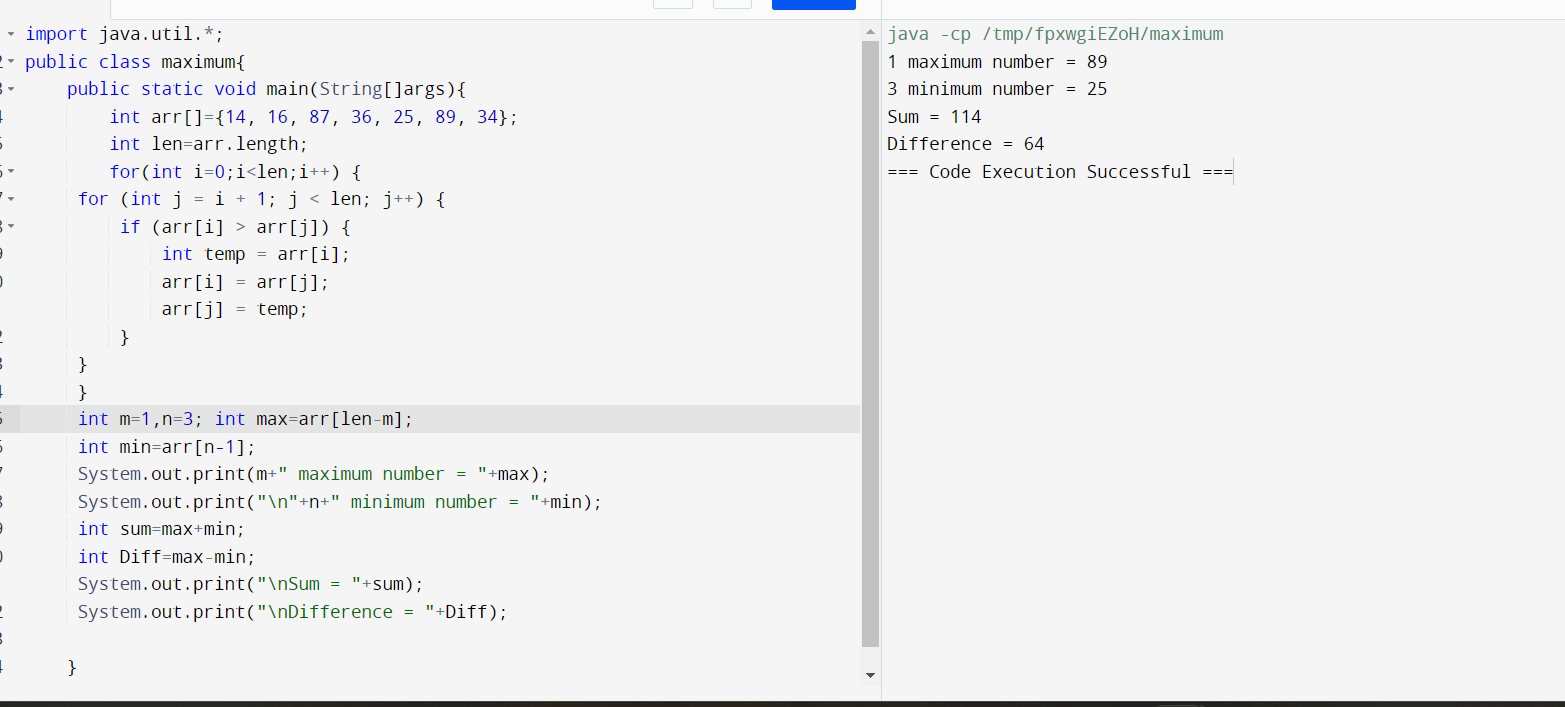 import java.util.*;
public class maximum{
public static void main(String[]args){
int arr[]={14, 16, 87, 36, 25, 89, 34};
int len=arr.length;
for(int i=0;i<len;i++) {
for (int j = i + 1; j < len; j++) {
if (arr[i] > arr[j]) {
int temp = arr[i];
arr[i] = arr[j];
arr[j] = temp;
}
}
}
int m=1,n=3; int max=arr[len-m];
int min=arr[n-1];
System.out.print(m+" maximum number = "+max);
System.out.print("\n"+n+" minimum number = "+min);
int sum=max+min;
int Diff=max-min;
System.out.print("\nSum = "+sum);
System.out.print("\nDifference = "+Diff);
}
java -cp /tmp/fpxwgiEZoH/maximum
1 maximum number = 89
3 minimum number = 25
Sum = 114
Difference = 64
=== Code Execution Successful ===